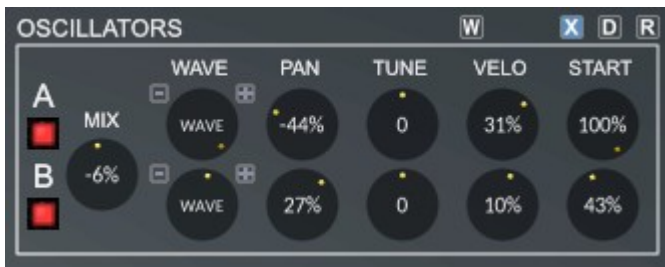 OSCILLATORS W X D R
WAVE PAN TUNE VELO START
A
MIX
WAVE -44% 0 31% 100%
B
-6%
WAVE 27% 0 10% 43%